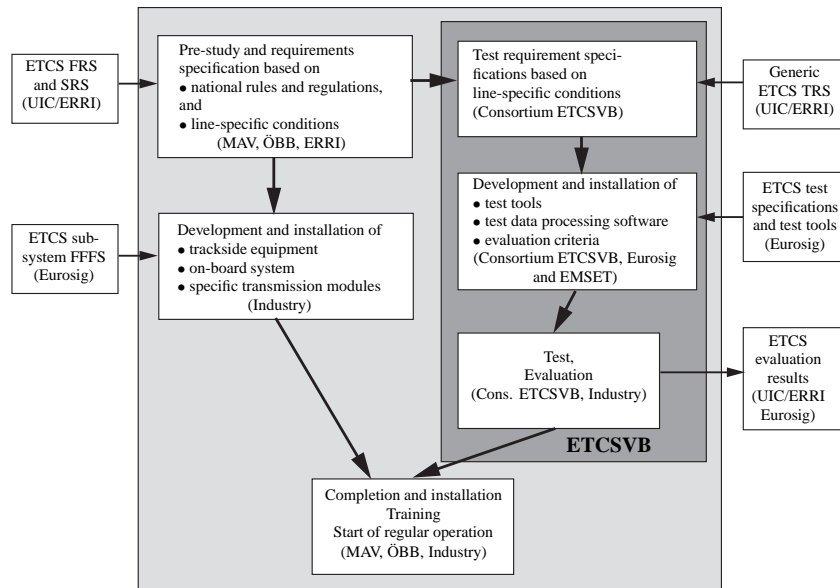 ETCS FRS
and SRS
(UIC/ERRI)
Pre-study and requirements
specification based on
● national rules and regulations,
and
● line-specific conditions
(MAV, ÖBB, ERRI)
Test requirement speci-
fications based on
line-specific conditions
(Consortium ETCSVB)
Generic
ETCS TRS
(UIC/ERRI)
ETCS sub-
system FFFS
(Eurosig)
Development and installation of
● trackside equipment
● on-board system
● specific transmission modules
(Industry)
Development and installation of
● test tools
● test data processing software
● evaluation criteria
(Consortium ETCSVB, Eurosig
and EMSET)
ETCS test
specifications
and test tools
(Eurosig)
Test,
Evaluation
(Cons. ETCSVB, Industry)
ETCS
evaluation
results
(UIC/ERRI
Eurosig)
ETCSVB
Completion and installation
Training
Start of regular operation
(MAV, ÖBB, Industry)